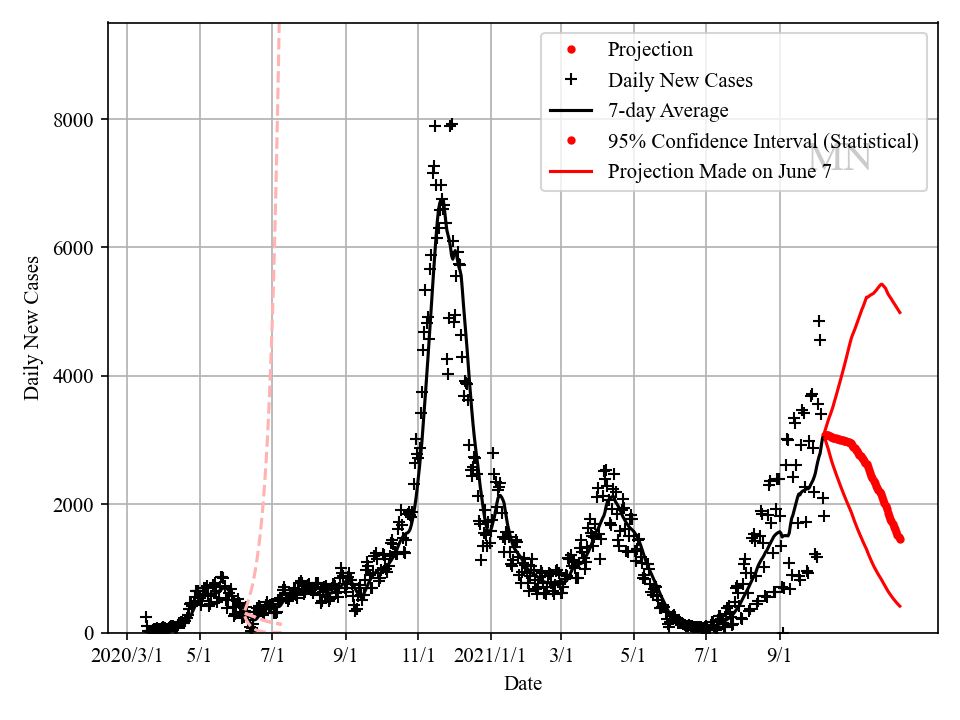 Projection
Daily New Cases
7-day Average
95% Confidence Interval (Statistical)
MN
Projection Made on June 7
8000
6000
4000
2000
0
Daily New Cases
2020/3/1 5/1 7/1 9/1 11/1 2021/1/1 3/1 5/1 7/1 9/1
Date